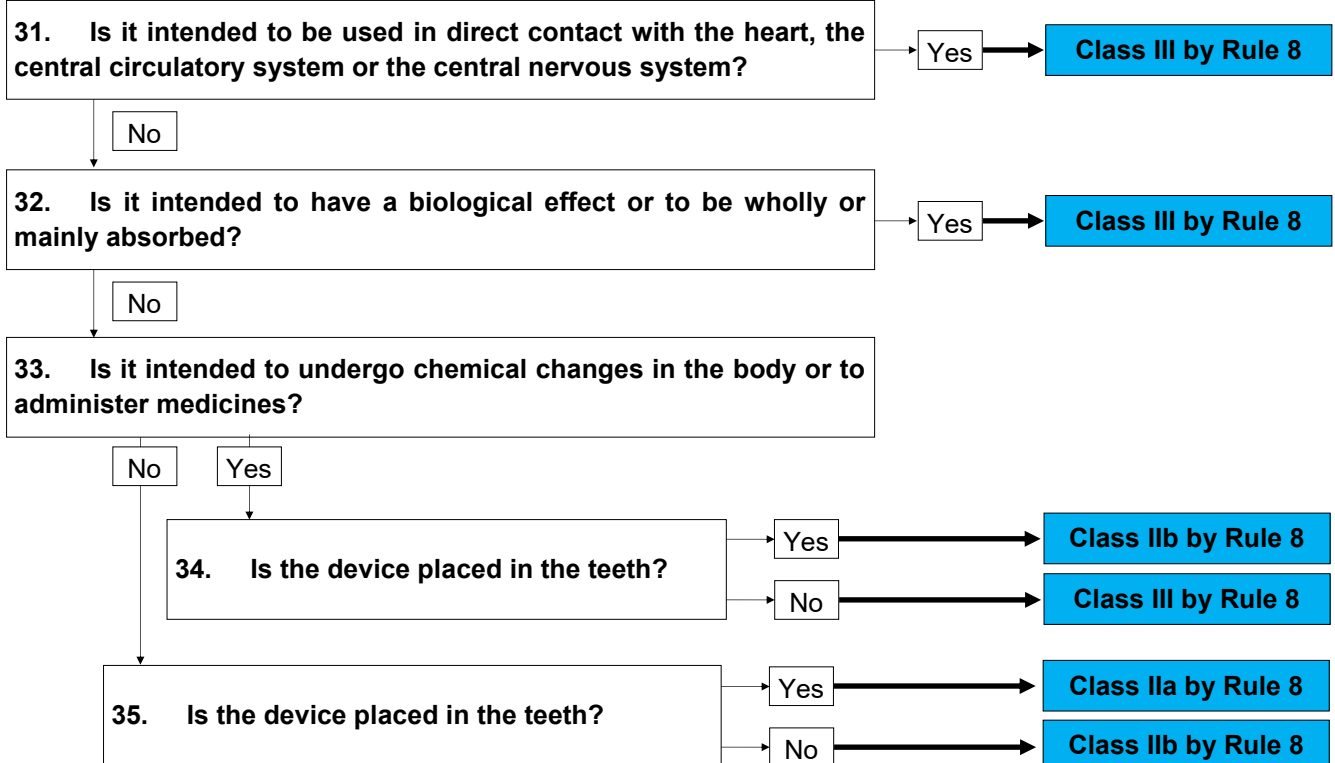 31. Is it intended to be used in direct contact with the heart, the
central circulatory system or the central nervous system?
Yes
Class III by Rule 8
No
32. Is it intended to have a biological effect or to be wholly or
mainly absorbed?
Yes
Class III by Rule 8
No
33. Is it intended to undergo chemical changes in the body or to
administer medicines?
No
Yes
34. Is the device placed in the teeth?
Yes
Class IIb by Rule 8
No
Class III by Rule 8
35. Is the device placed in the teeth?
Yes
Class IIa by Rule 8
No
Class IIb by Rule 8